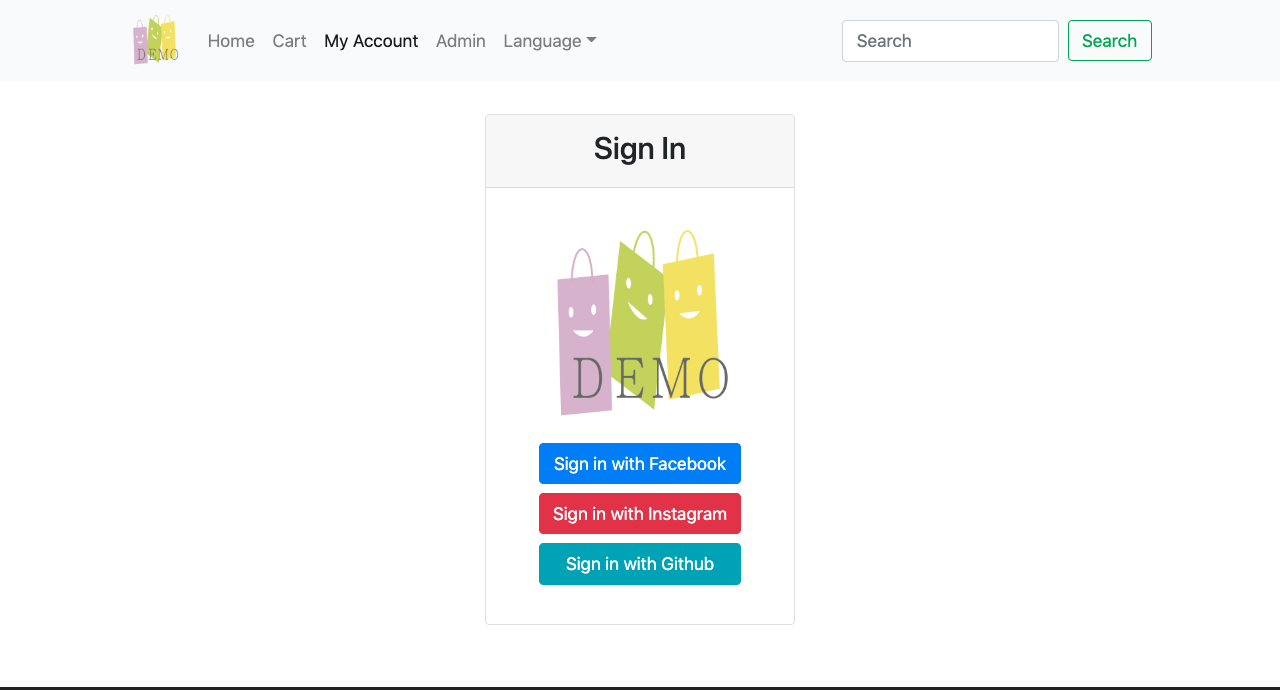 DEMO
Home Cart My Account Admin Language Search Search
Sign In
DEMO
Sign in with Facebook
Sign in with Instagram
Sign in with Github